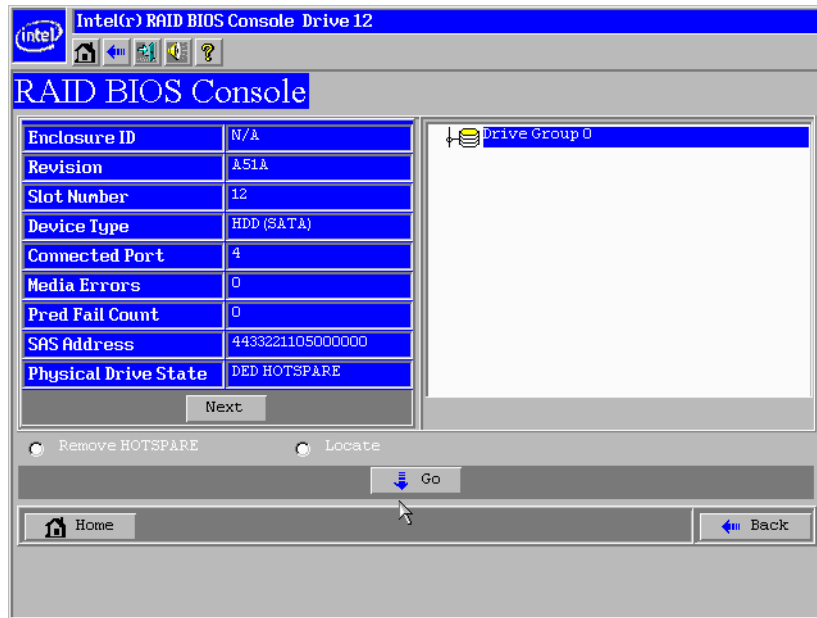 intel
Intel(r) RAID BIOS Console Drive 12
?
RAID BIOS Console
Enclosure ID N/A
Revision A51A
Slot Number 12
Device Type HDD (SATA)
Connected Port 4
Media Errors 0
Pred Fail Count 0
SAS Address 4433221105000000
Physical Drive State DED HOTSPARE
Next
Drive Group 0
Remove HOTSPARE Locate
Go
Home Back